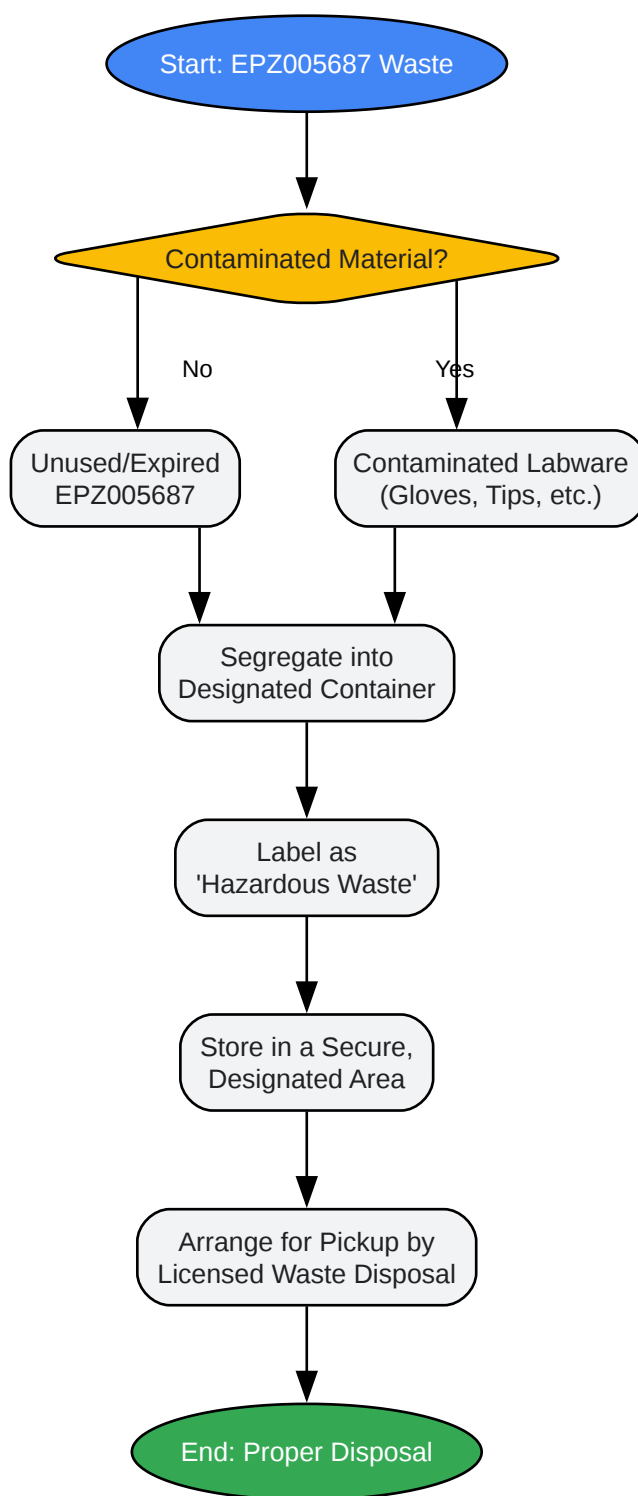 Start: EPZ005687 Waste
Contaminated Material?
No
Yes
Unused/Expired
EPZ005687
Contaminated Labware
(Gloves, Tips, etc.)
Segregate into
Designated Container
Label as
'Hazardous Waste'
Store in a Secure,
Designated Area
Arrange for Pickup by
Licensed Waste Disposal
End: Proper Disposal